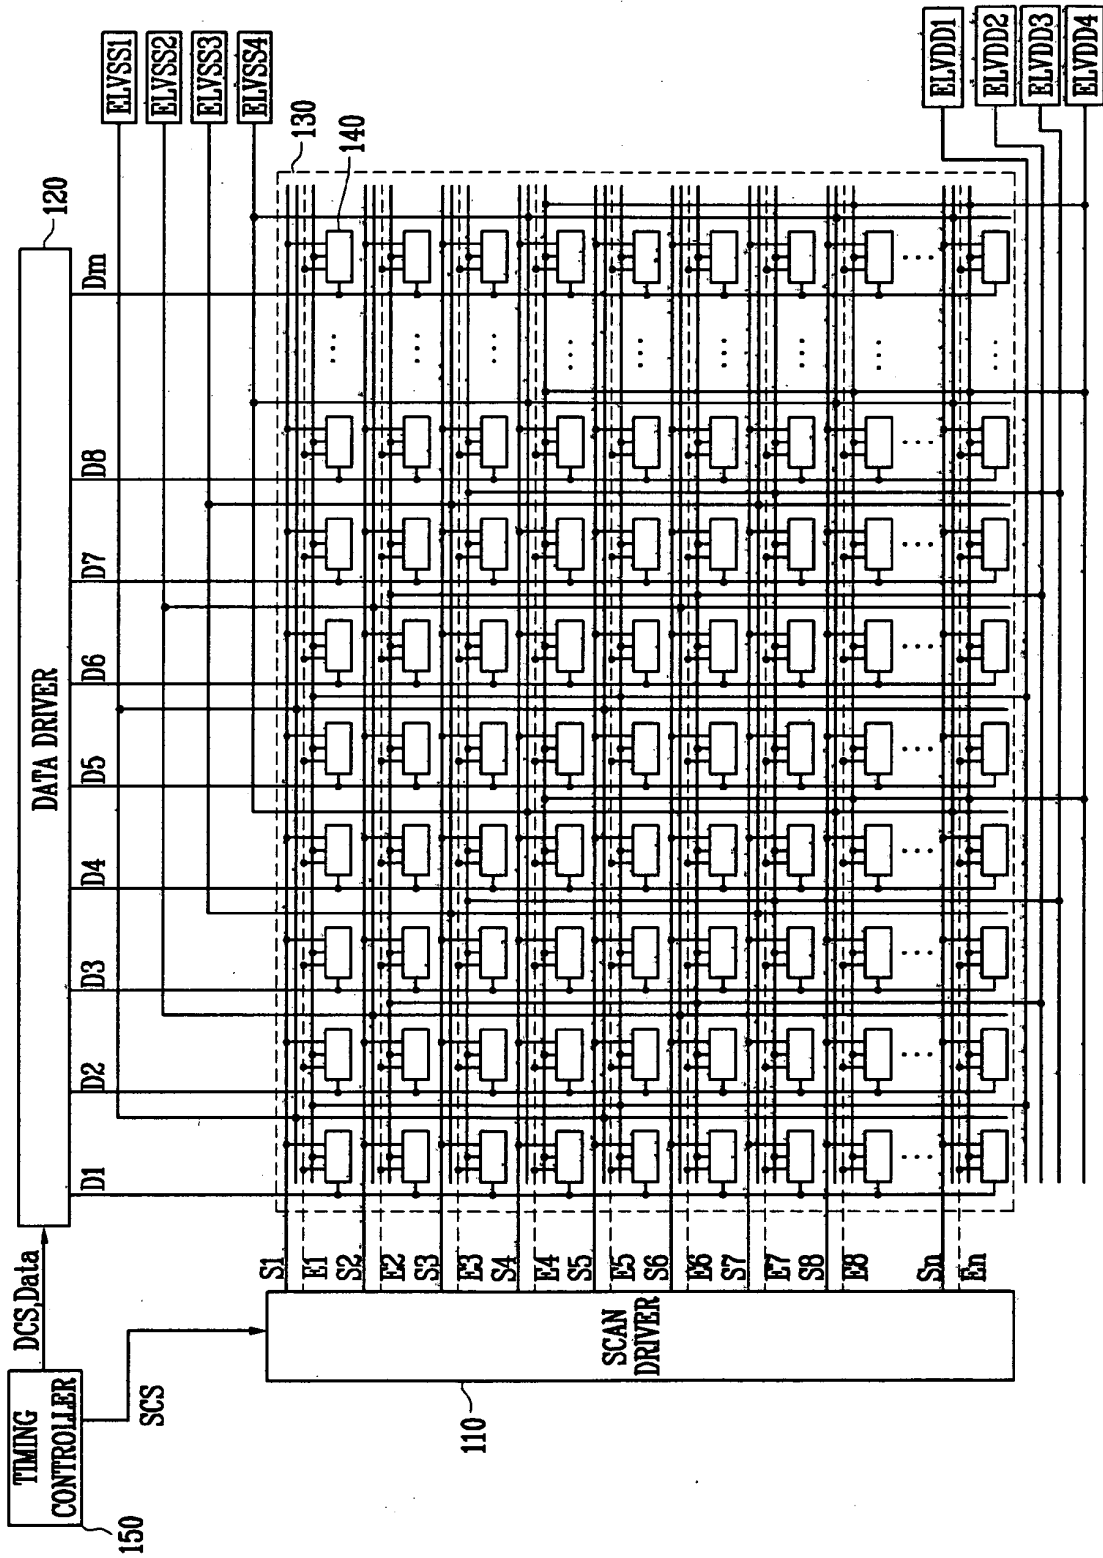 TIMING
CONTROLLER
150
DCS,Data
SCS
DATA DRIVER
120
D1
D2
D3
D4
D5
D6
D7
D8
Dm
ELVSS1
ELVSS2
ELVSS3
ELVSS4
130
140
S1
E1
S2
E2
S3
E3
S4
E4
S5
E5
S6
E6
S7
E7
S8
E8
Sn
En
SCAN
DRIVER
110
ELVDD1
ELVDD2
ELVDD3
ELVDD4